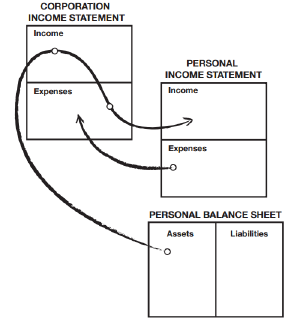 CORPORATION
INCOME STATEMENT
Income
Expenses
PERSONAL
INCOME STATEMENT
Income
Expenses
PERSONAL BALANCE SHEET
Assets
Liabilities